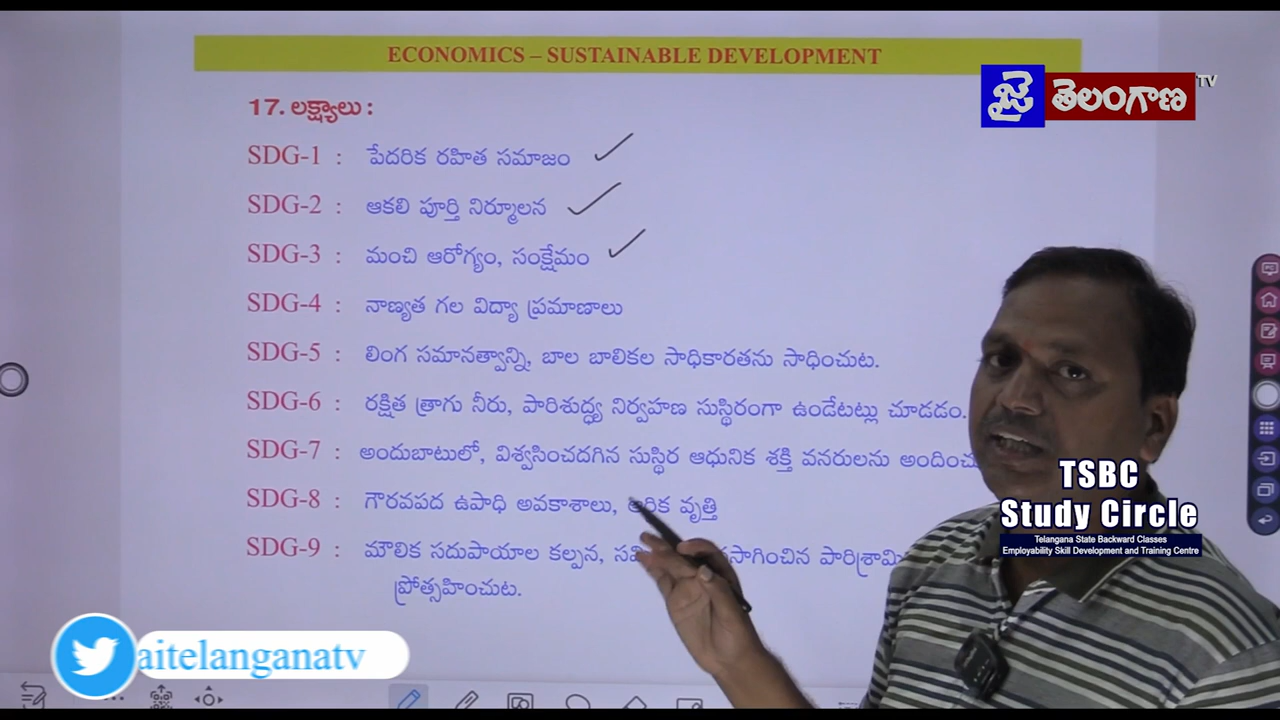 ECONOMICS – SUSTAINABLE DEVELOPMENT
జై తెలంగాణ TV
17. లక్ష్యాలు :
SDG-1 : పేదరిక రహిత సమాజం
SDG-2 : ఆకలి పూర్తి నిర్మూలన
SDG-3 : మంచి ఆరోగ్యం, సంక్షేమం
SDG-4 : నాణ్యత గల విద్యా ప్రమాణాలు
SDG-5 : లింగ సమానత్వాన్ని, బాల బాలికల సాధికారతను సాధించుట.
SDG-6 : రక్షిత త్రాగు నీరు, పారిశుద్ధ్య నిర్వహణ సుస్థిరంగా ఉండేటట్లు చూడడం.
SDG-7 : అందుబాటులో, విశ్వసించదగిన సుస్థిర ఆధునిక శక్తి వనరులను
SDG-8 : గౌరవపద ఉపాధి అవకాశాలు, వృత్తి
SDG-9 : మౌలిక సదుపాయాల కల్పన,
ప్రోత్సహించుట.
TSBC
Study Circle
Telangana State Backward Classes
Employability Skill Development and Training Centre
aitelanganatv